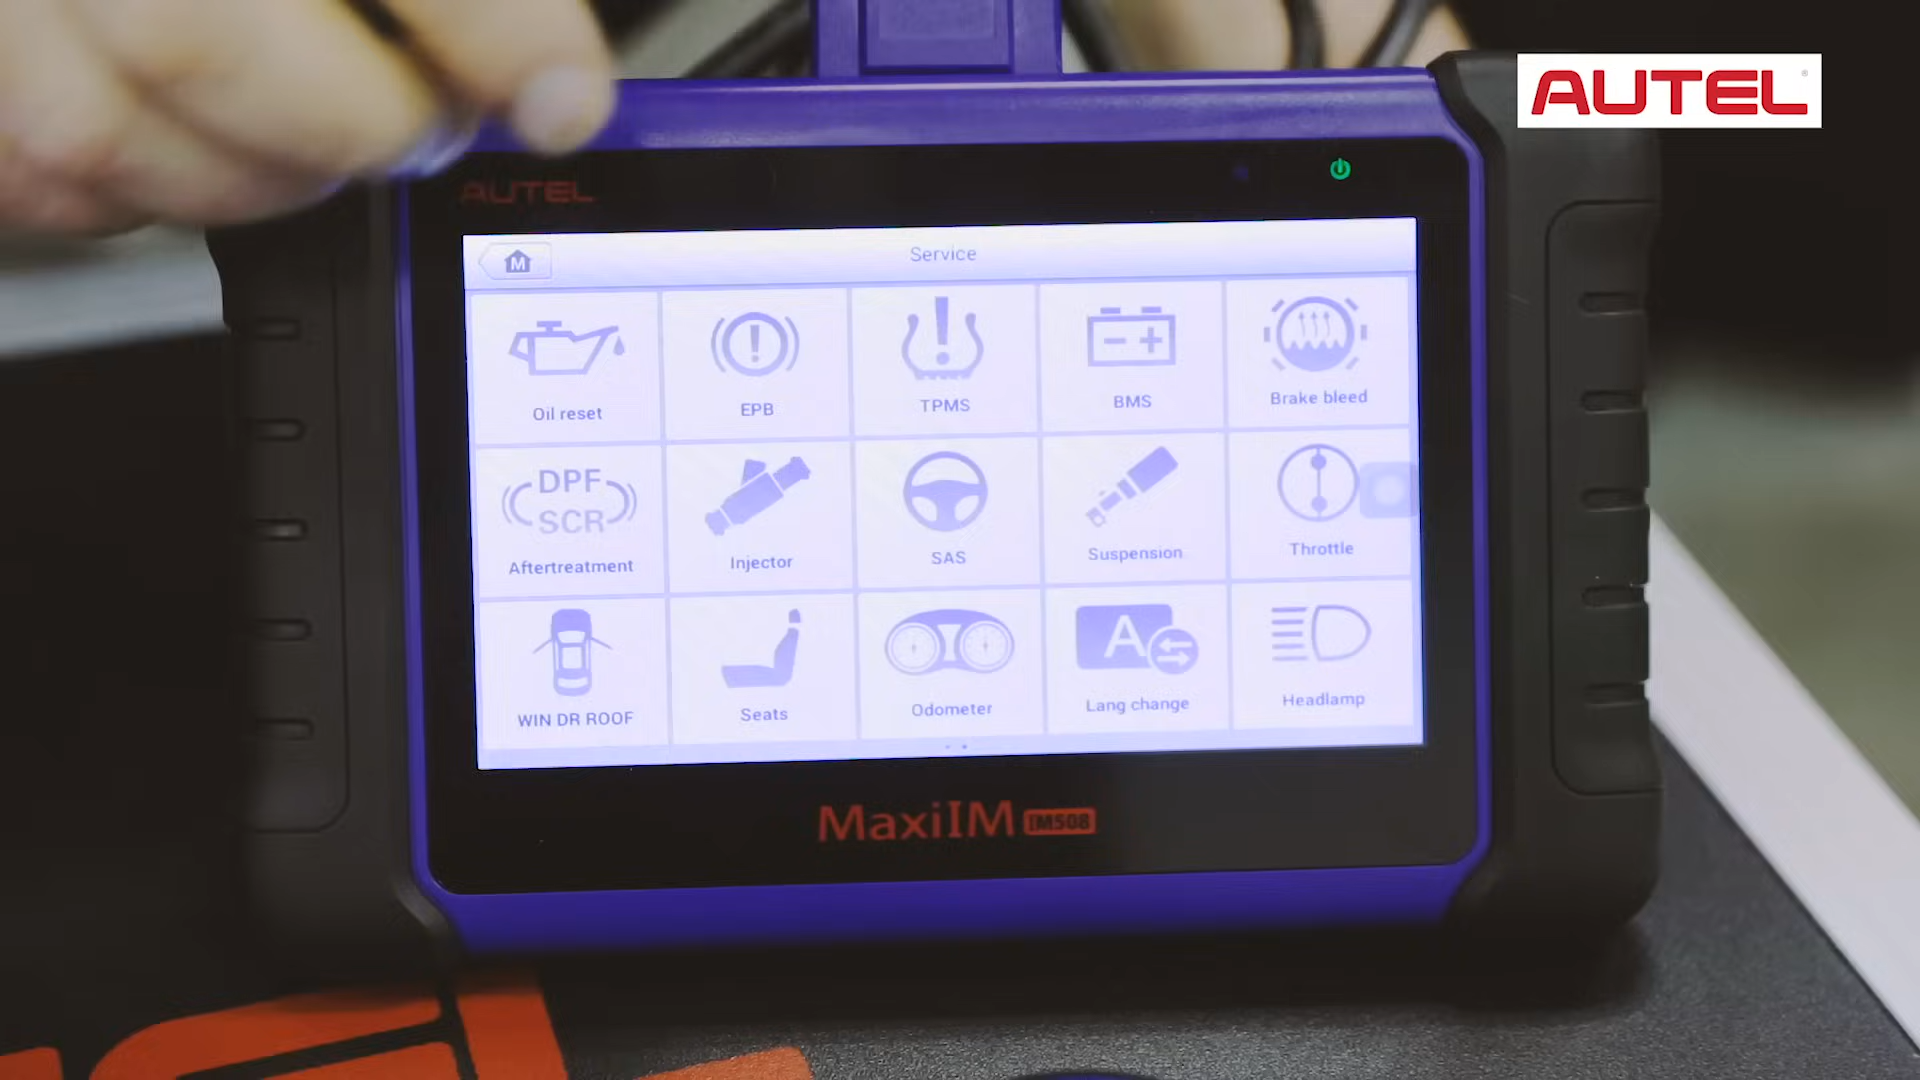 AUTEL
AUTEL
M
Service
Oil reset
EPB
TPMS
BMS
Brake bleed
DPF
SCR
Aftertreatment
Injector
SAS
Suspension
Throttle
WIN DR ROOF
Seats
Odometer
A
Lang change
Headlamp
MaxiIM IM508